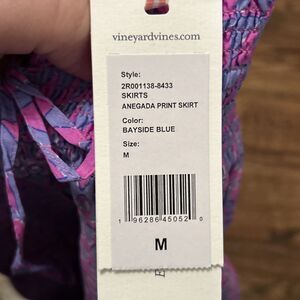 vineyardvines.com
Style:
2R001138-8433
SKIRTS
ANEGADA PRINT SKIRT
Color:
BAYSIDE BLUE
Size:
M
1 96286 45052 0
M